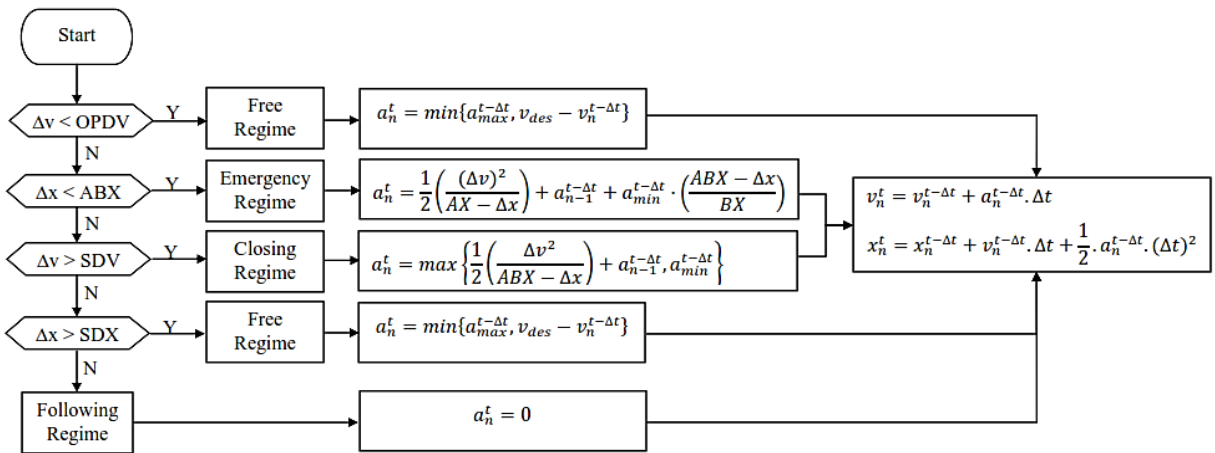 Start
Δv < OPDV
Y
Free
Regime
a_n^t = min{a_max^{t-Δt}, v_des − v_n^{t-Δt}}
N
Δx < ABX
Y
Emergency
Regime
a_n^t = 1/2 ((Δv)^2 / (AX − Δx)) + a_{n-1}^{t-Δt} + a_min^{t-Δt} · ((ABX − Δx) / BX)
v_n^t = v_n^{t-Δt} + a_n^{t-Δt}. Δt
x_n^t = x_n^{t-Δt} + v_n^{t-Δt}. Δt + 1/2 . a_n^{t-Δt}. (Δt)^2
N
Δv > SDV
Y
Closing
Regime
a_n^t = max {1/2 (Δv^2 / (ABX − Δx)) + a_{n-1}^{t-Δt}, a_min^{t-Δt}}
N
Δx > SDX
Y
Free
Regime
a_n^t = min{a_max^{t-Δt}, v_des − v_n^{t-Δt}}
N
Following
Regime
a_n^t = 0